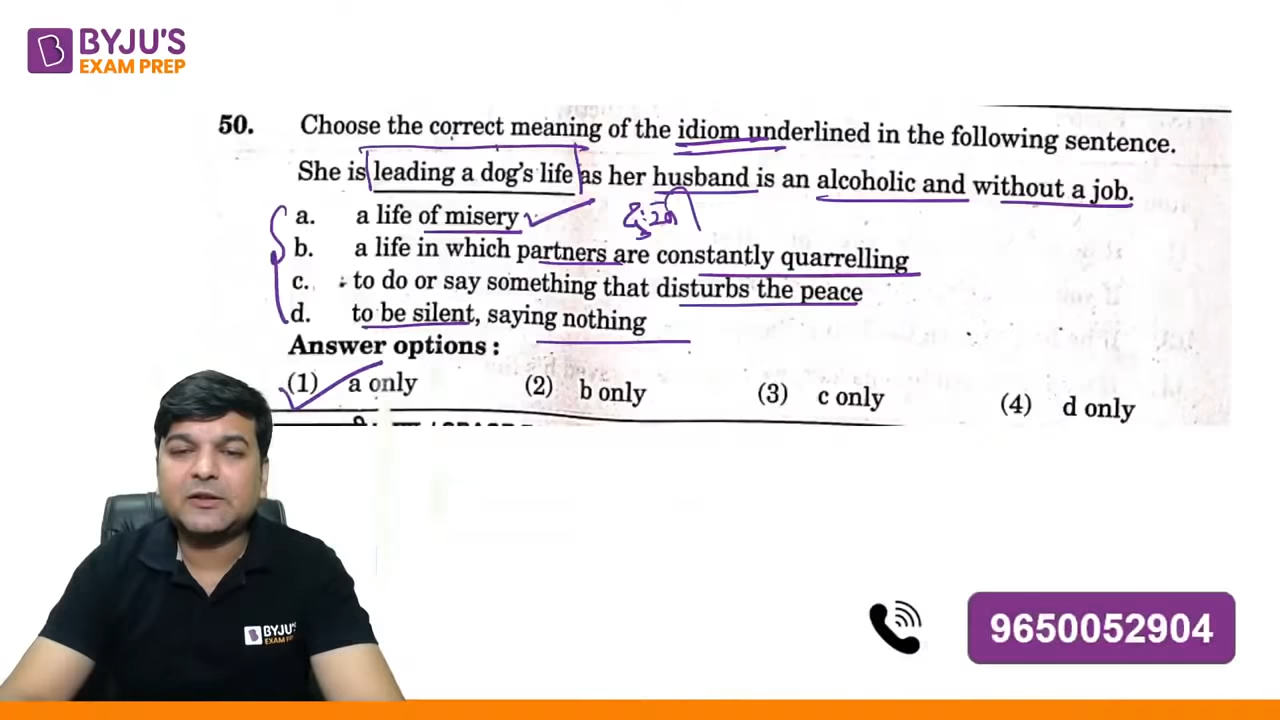 BYJU'S
EXAM PREP
50. Choose the correct meaning of the idiom underlined in the following sentence.
She is leading a dog's life as her husband is an alcoholic and without a job.
a. a life of misery
b. a life in which partners are constantly quarrelling
c. to do or say something that disturbs the peace
d. to be silent, saying nothing
Answer options :
(1) a only (2) b only (3) c only (4) d only
BYJU'S
EXAM PREP
9650052904